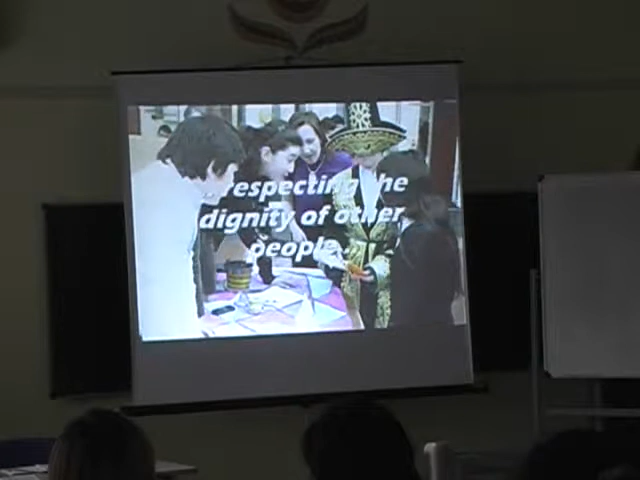 respecting the
dignity of other
people.